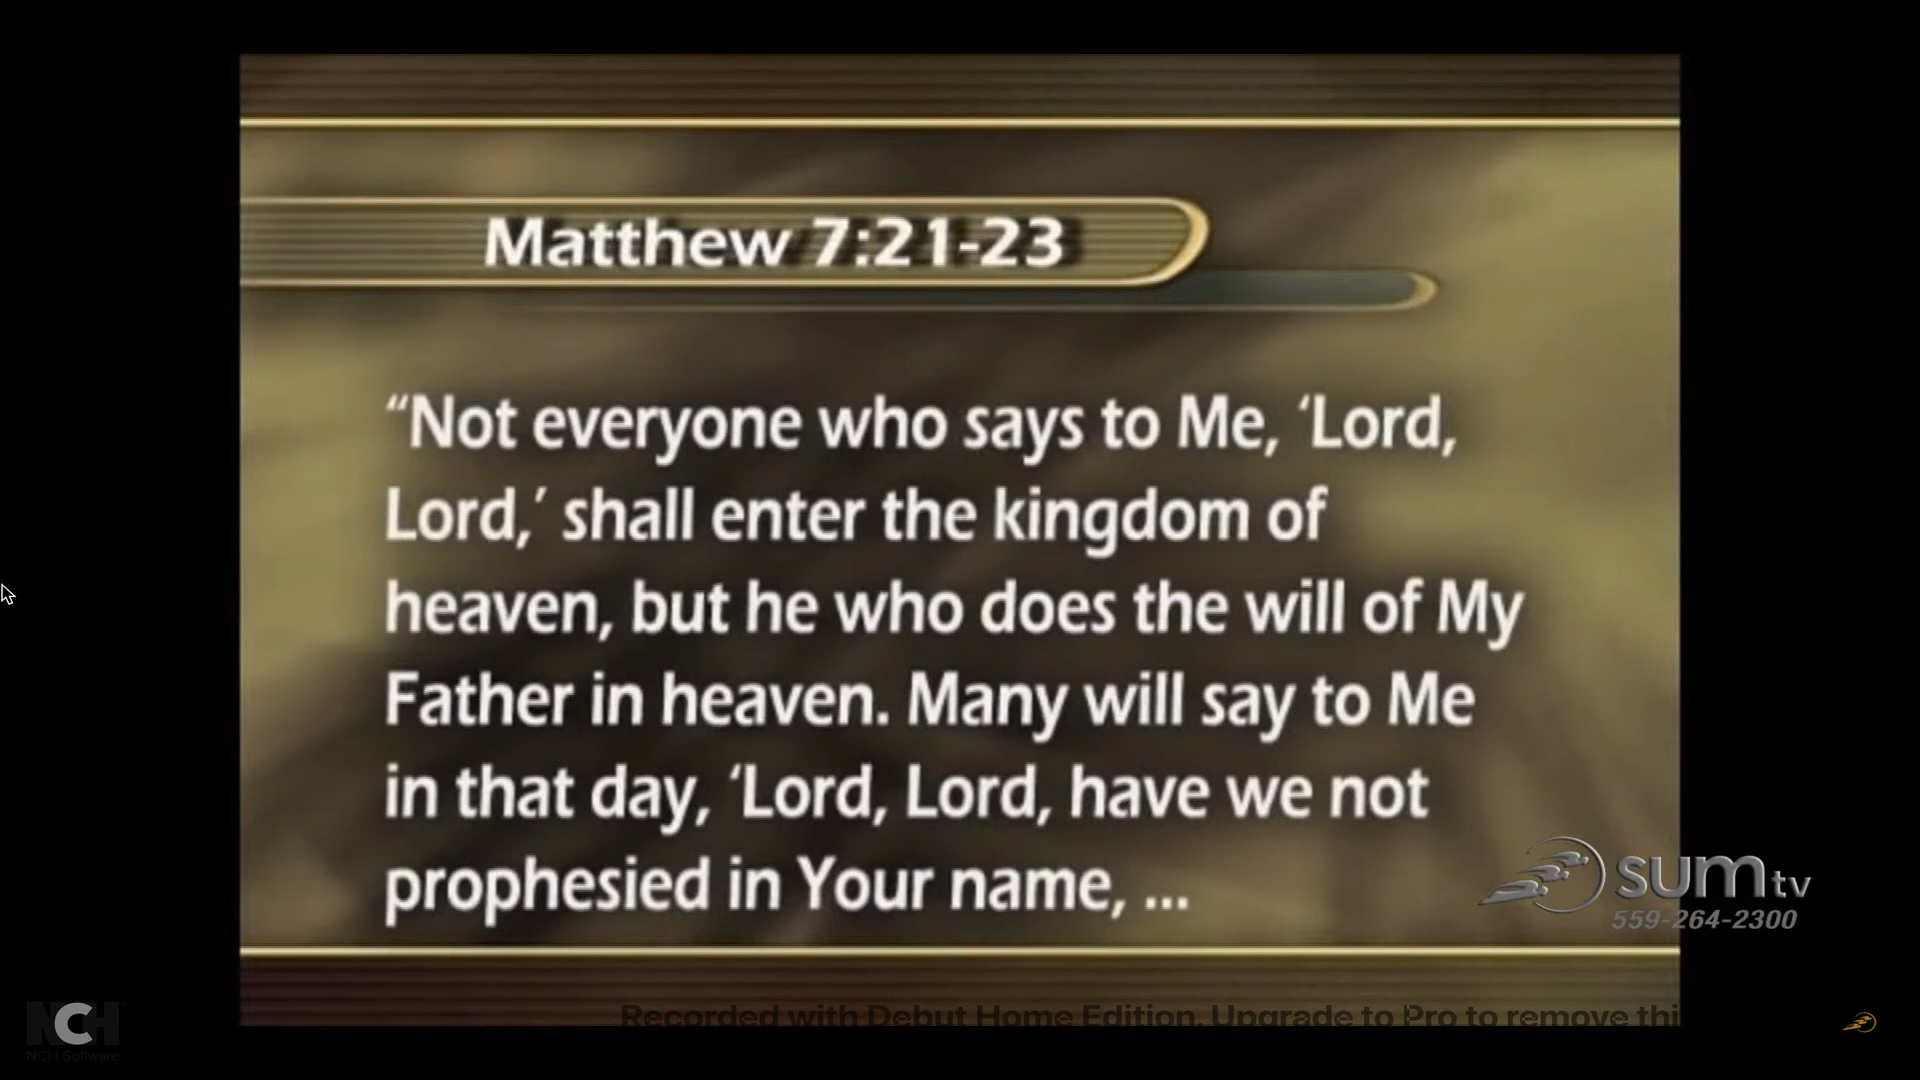 Matthew 7:21-23
“Not everyone who says to Me, ‘Lord,
Lord,’ shall enter the kingdom of
heaven, but he who does the will of My
Father in heaven. Many will say to Me
in that day, ‘Lord, Lord, have we not
prophesied in Your name, ...
sumtv
559-264-2300
NCH
NCH Software
Recorded with Debut Home Edition. Upgrade to Pro to remove thi